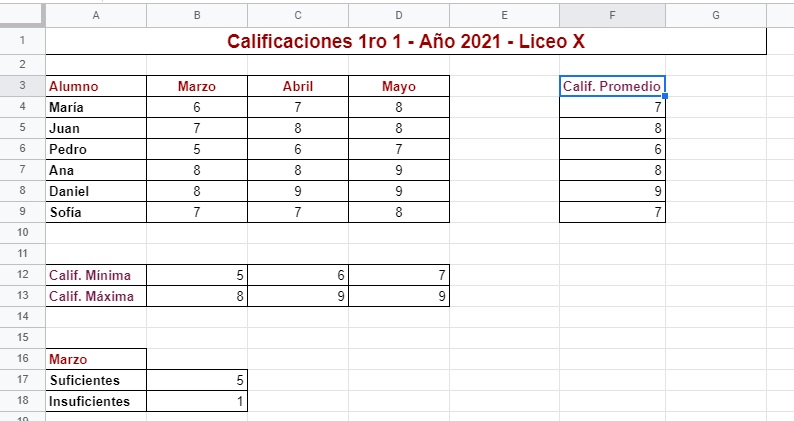 A B C D E F G
1 Calificaciones 1ro 1 - Año 2021 - Liceo X
2
3 Alumno Marzo Abril Mayo Calif. Promedio
4 María 6 7 8 7
5 Juan 7 8 8 8
6 Pedro 5 6 7 6
7 Ana 8 8 9 8
8 Daniel 8 9 9 9
9 Sofía 7 7 8 7
10
11
12 Calif. Mínima 5 6 7
13 Calif. Máxima 8 9 9
14
15
16 Marzo
17 Suficientes 5
18 Insuficientes 1
19